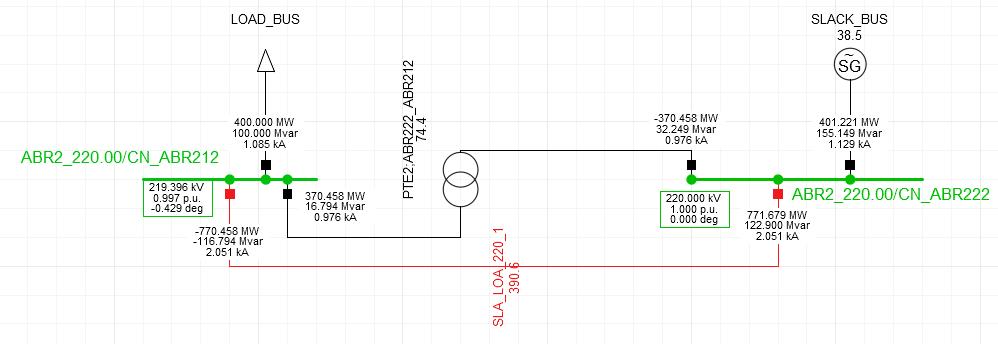 LOAD_BUS
SLACK_BUS
38.5
~
SG
PTE2;ABR222_ABR212
74.4
400.000 MW
100.000 Mvar
1.085 kA
-370.458 MW
32.249 Mvar
0.976 kA
401.221 MW
155.149 Mvar
1.129 kA
ABR2_220.00/CN_ABR212
219.396 kV
0.997 p.u.
-0.429 deg
370.458 MW
16.794 Mvar
0.976 kA
220.000 kV
1.000 p.u.
0.000 deg
ABR2_220.00/CN_ABR222
-770.458 MW
-116.794 Mvar
2.051 kA
771.679 MW
122.900 Mvar
2.051 kA
SLA_LOA_220_1
390.6